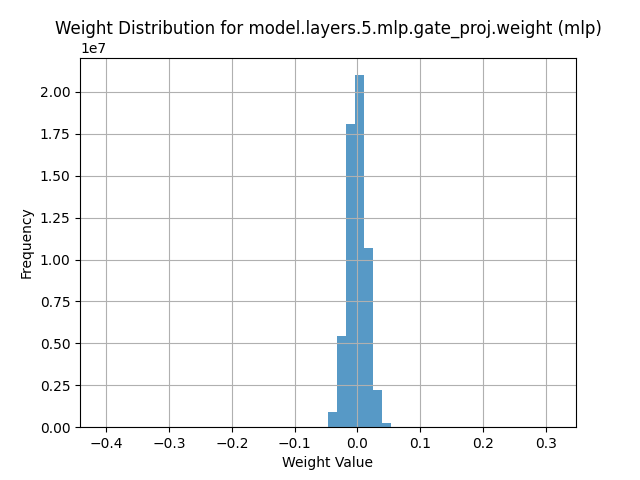 Weight Distribution for model.layers.5.mlp.gate_proj.weight (mlp)
1e7
2.00
1.75
1.50
1.25
1.00
0.75
0.50
0.25
0.00
Frequency
−0.4 −0.3 −0.2 −0.1 0.0 0.1 0.2 0.3
Weight Value